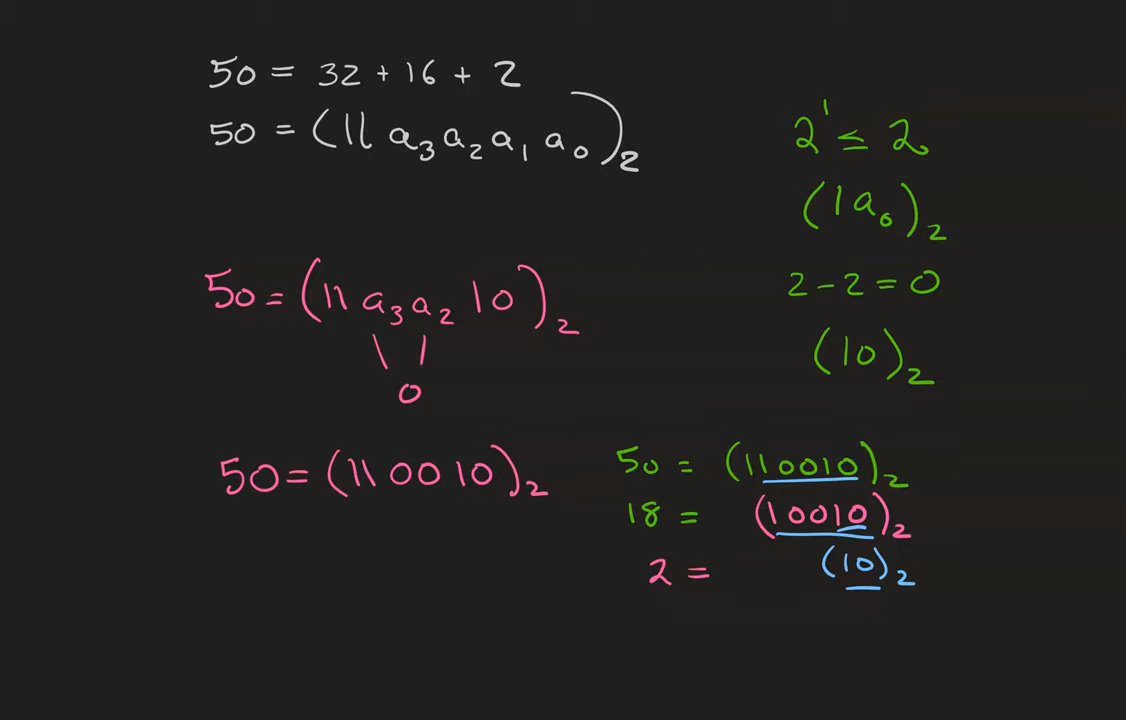 50 = 32 + 16 + 2
50 = (11 a₃ a₂ a₁ a₀)₂
50 = (11 a₃ a₂ 10)₂
0
50 = (110010)₂
2¹ ≤ 2
(1a₀)₂
2 - 2 = 0
(10)₂
50 = (110010)₂
18 = (10010)₂
2 = (10)₂